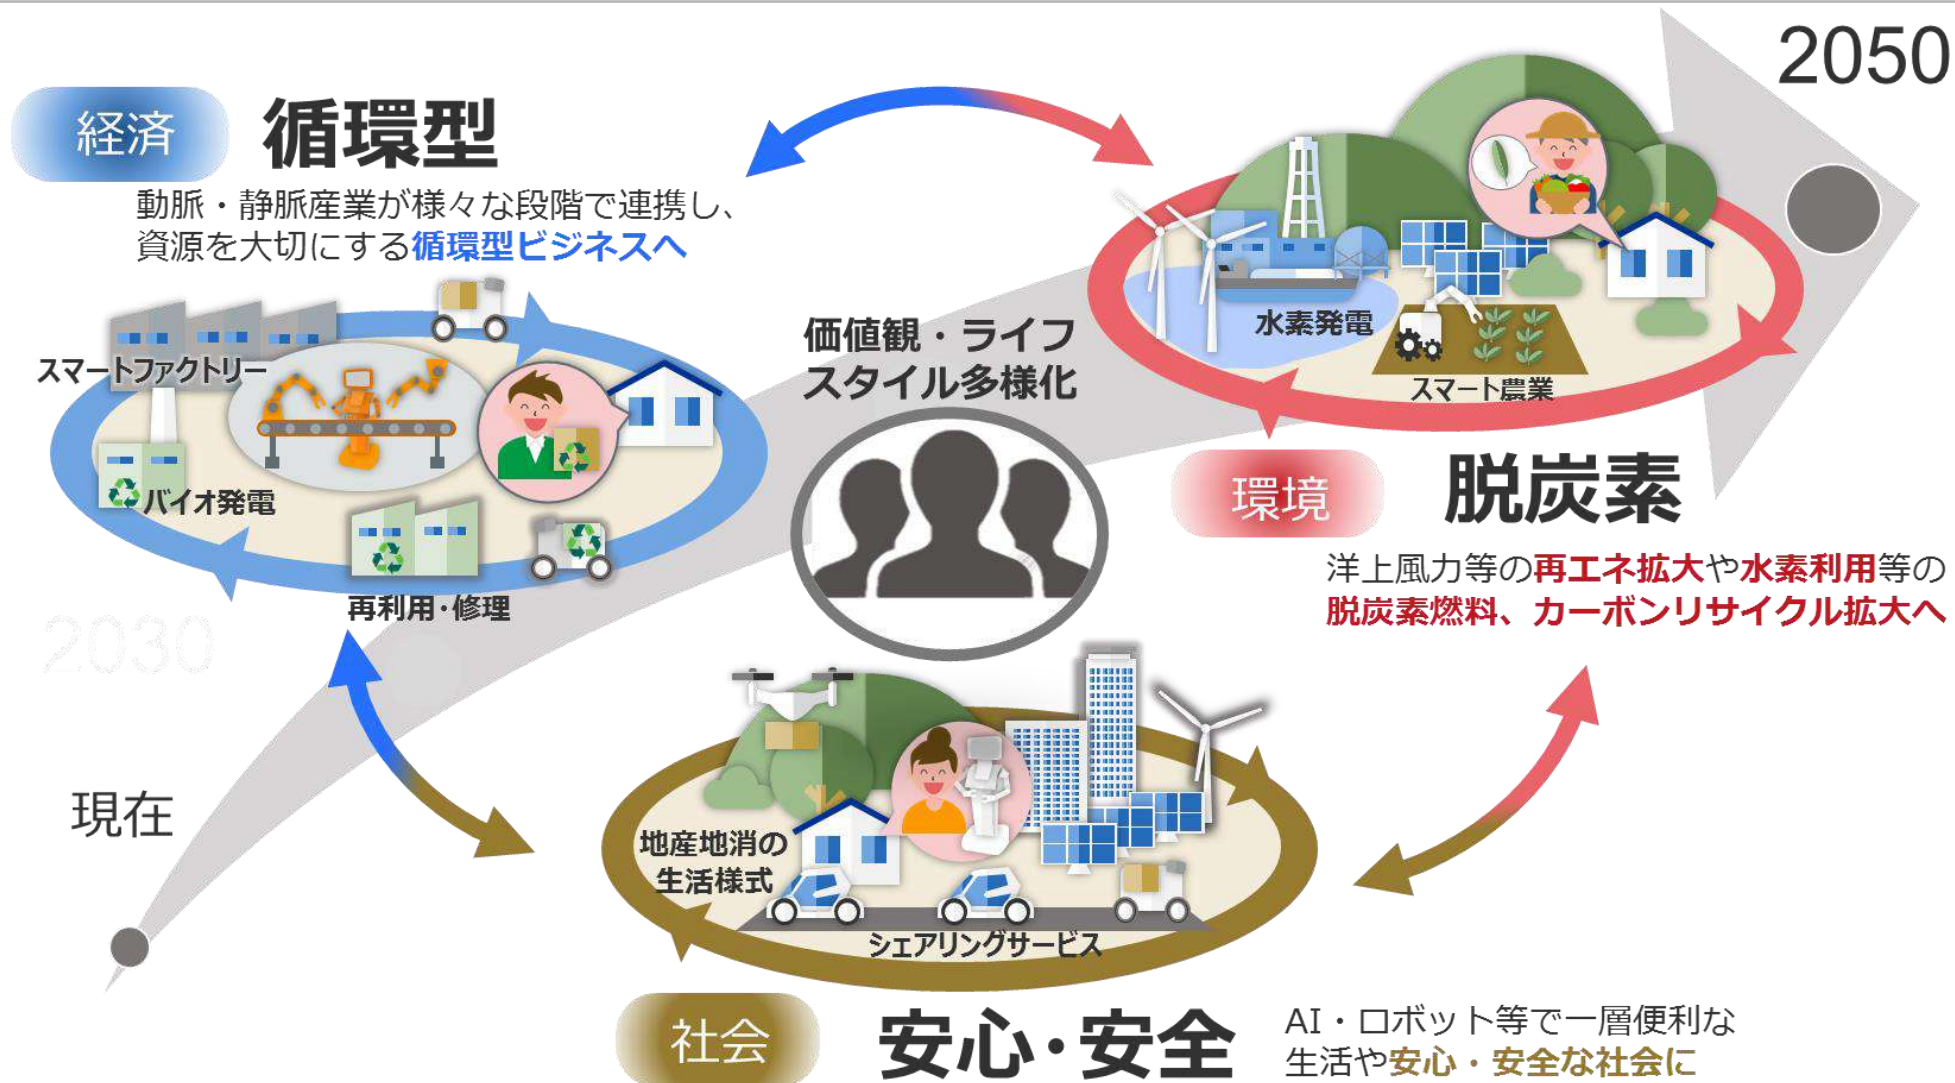 2050
経済
循環型
動脈・静脈産業が様々な段階で連携し、
資源を大切にする循環型ビジネスへ
スマートファクトリー
バイオ発電
再利用・修理
価値観・ライフ
スタイル多様化
水素発電
スマート農業
環境
脱炭素
洋上風力等の再エネ拡大や水素利用等の
脱炭素燃料、カーボンリサイクル拡大へ
2030
現在
地産地消の
生活様式
シェアリングサービス
社会
安心・安全
AI・ロボット等で一層便利な
生活や安心・安全な社会に